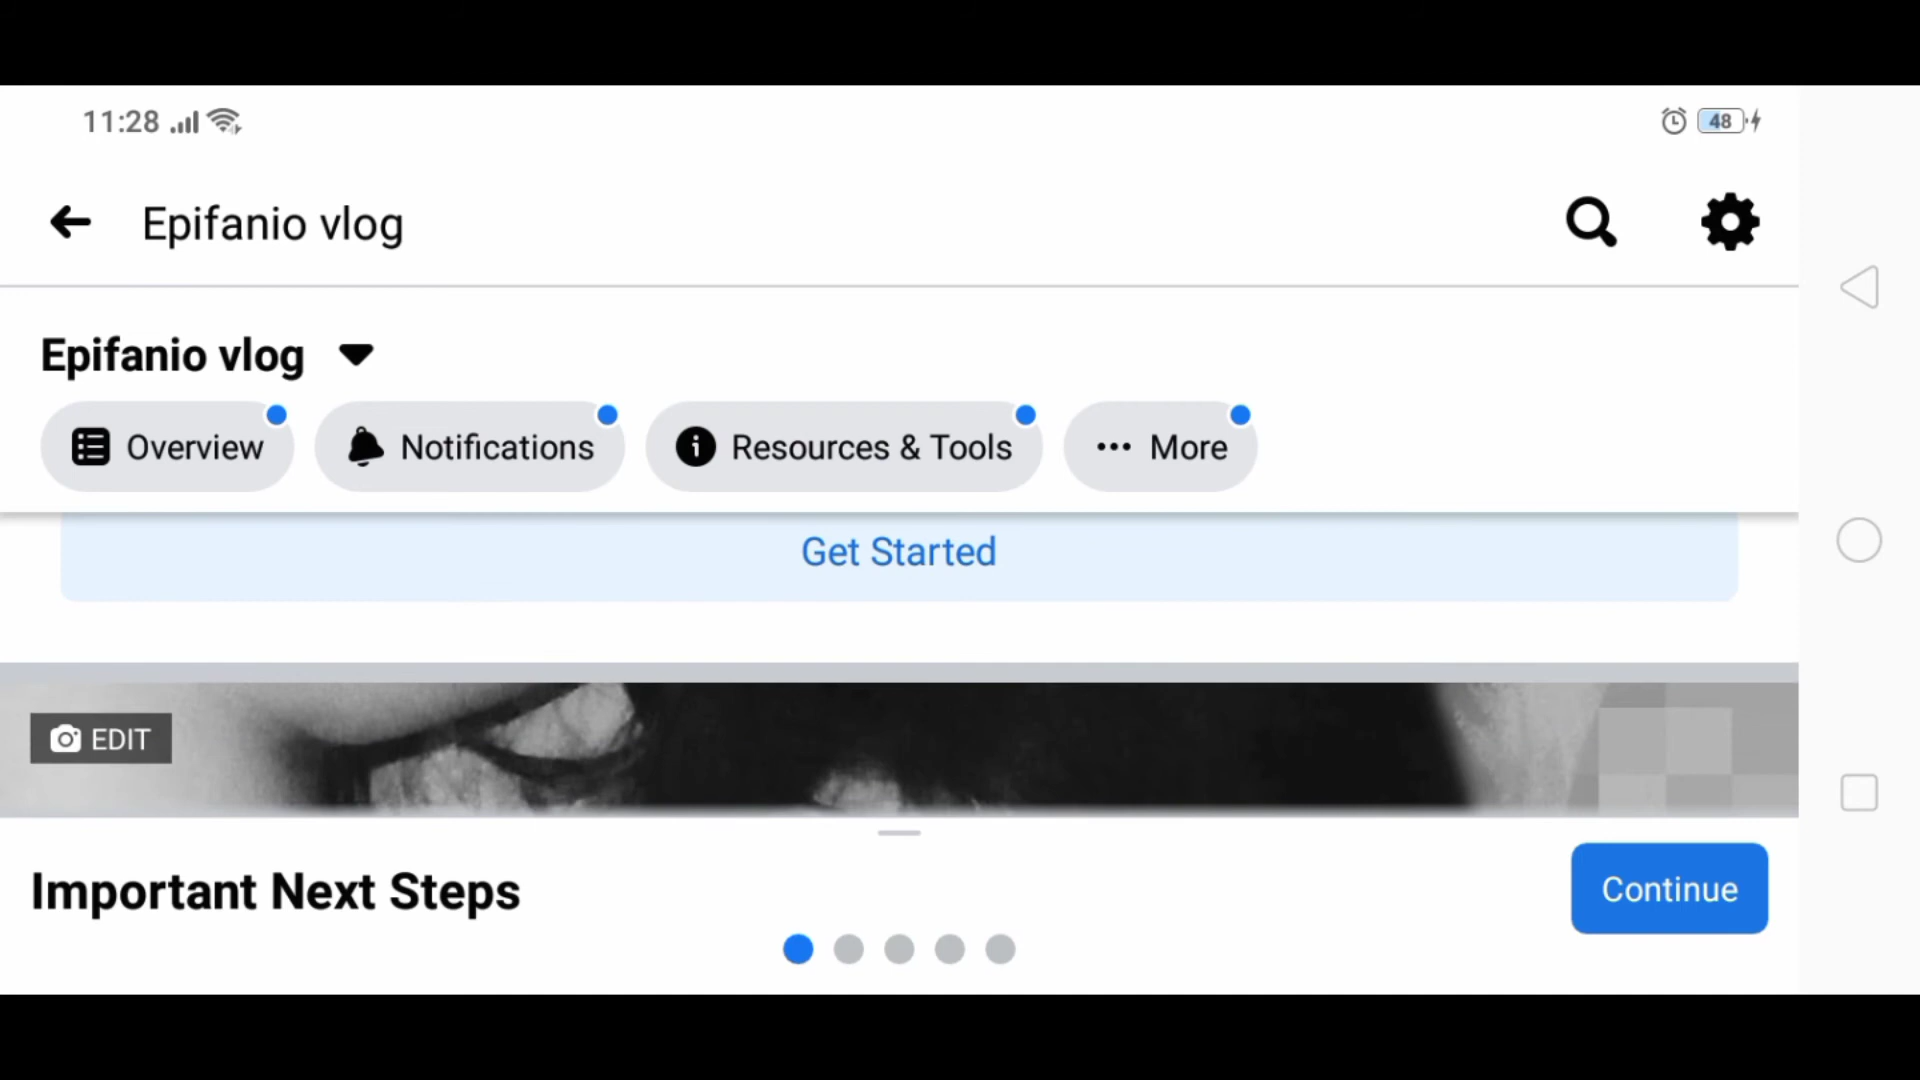 11:28
48
Epifanio vlog
Epifanio vlog
Overview
Notifications
Resources & Tools
More
Get Started
EDIT
Important Next Steps
Continue